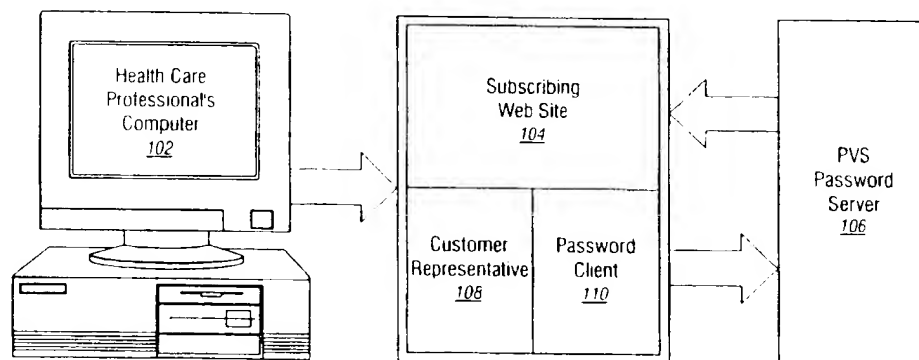 Health Care
Professional's
Computer
102
Subscribing
Web Site
104
Customer
Representative
108
Password
Client
110
PVS
Password
Server
106